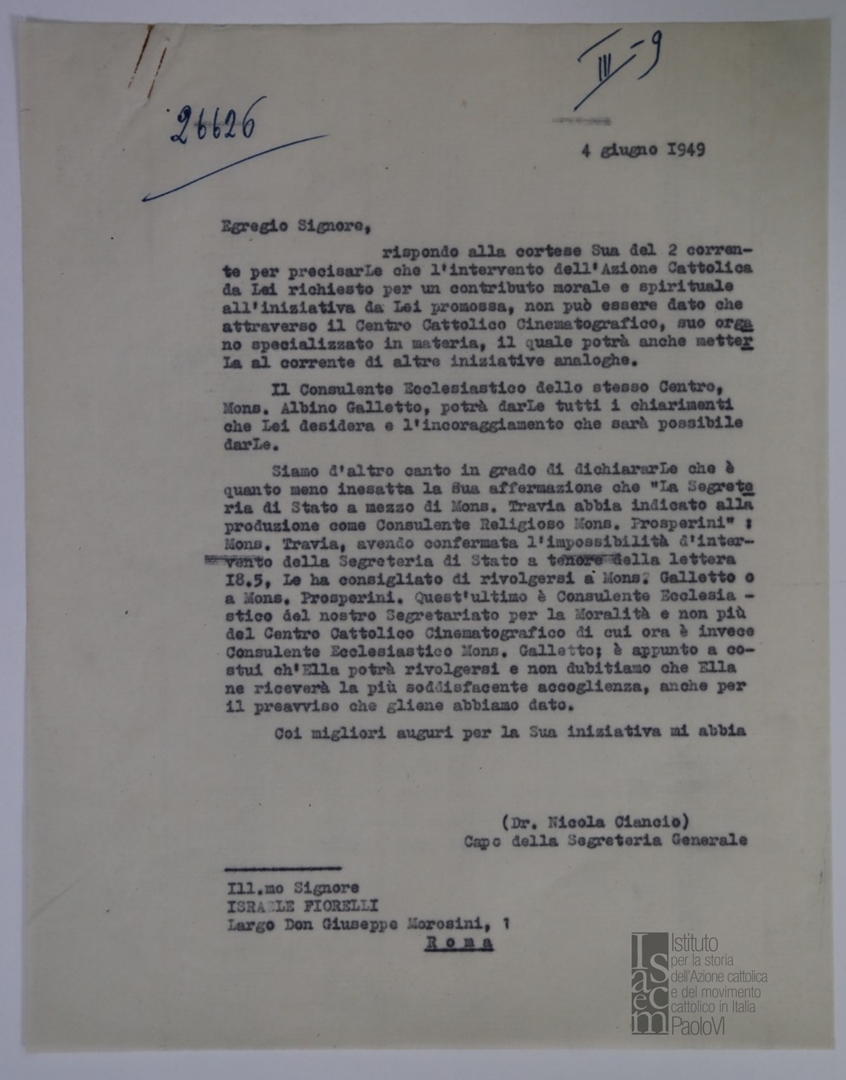 III-9
26626
4 giugno I949
Egregio Signore,
rispondo alla cortese Sua del 2 corren-
te per precisarLe che l'intervento dell'Azione Cattolica
da Lei richiesto per un contributo morale e spirituale
all'iniziativa da Lei promossa, non può essere dato che
attraverso il Centro Cattolico Cinematografico, suo orga
no specializzato in materia, il quale potrà anche metter
La al corrente di altre iniziative analoghe.
Il Consulente Ecclesiastico dello stesso Centro,
Mons. Albino Galletto, potrà darLe tutti i chiarimenti
che Lei desidera e l'incoraggiamento che sarà possibile
darLe.
Siamo d'altro canto in grado di dichiararLe che è
quanto meno inesatta la Sua affermazione che "La Segrete
ria di Stato a mezzo di Mons. Travia abbia indicato alla
produzione come Consulente Religioso Mons. Prosperini" :
Mons. Travia, avendo confermata l'impossibilità d'inter-
vento della Segreteria di Stato a tenore della lettera
I8.5, Le ha consigliato di rivolgersi a Mons. Galletto o
a Mons. Prosperini. Quest'ultimo è Consulente Ecclesia -
stico del nostro Segretariato per la Moralità e non più
del Centro Cattolico Cinematografico di cui ora è invece
Consulente Ecclesiastico Mons. Galletto; è appunto a co-
stui ch'Ella potrà rivolgersi e non dubitiamo che Ella
ne riceverà la più soddisfacente accoglienza, anche per
il preavviso che gliene abbiamo dato.
Coi migliori auguri per la Sua iniziativa mi abbia
(Dr. Nicola Ciancio)
Capo della Segreteria Generale
Ill.mo Signore
ISRAELE FIORELLI
Largo Don Giuseppe Morosini, 1
Roma
Isacem
Istituto
per la storia
dell'Azione cattolica
e del movimento
cattolico in Italia
PaoloVI